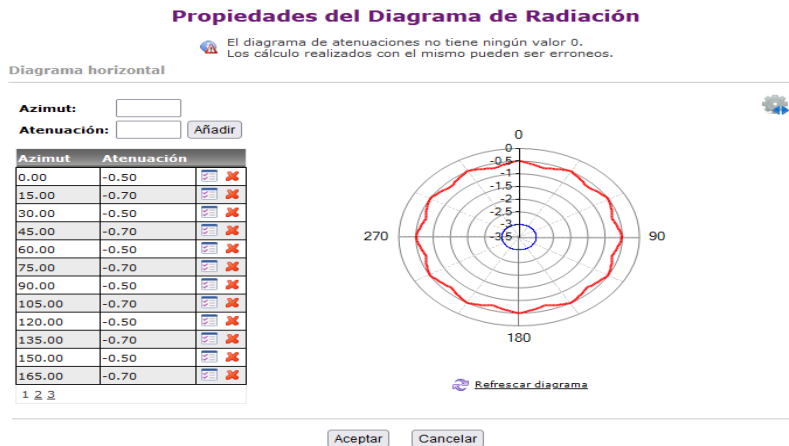 Propiedades del Diagrama de Radiación
El diagrama de atenuaciones no tiene ningún valor 0.
Los cálculo realizados con el mismo pueden ser erroneos.
Diagrama horizontal
Azimut:
Atenuación:
Añadir
Azimut Atenuación
0.00 -0.50
15.00 -0.70
30.00 -0.50
45.00 -0.70
60.00 -0.50
75.00 -0.70
90.00 -0.50
105.00 -0.70
120.00 -0.50
135.00 -0.70
150.00 -0.50
165.00 -0.70
1 2 3
0
0
-0.5
-1
-1.5
-2
-2.5
-3
-3.5
270
90
180
Refrescar diagrama
Aceptar Cancelar